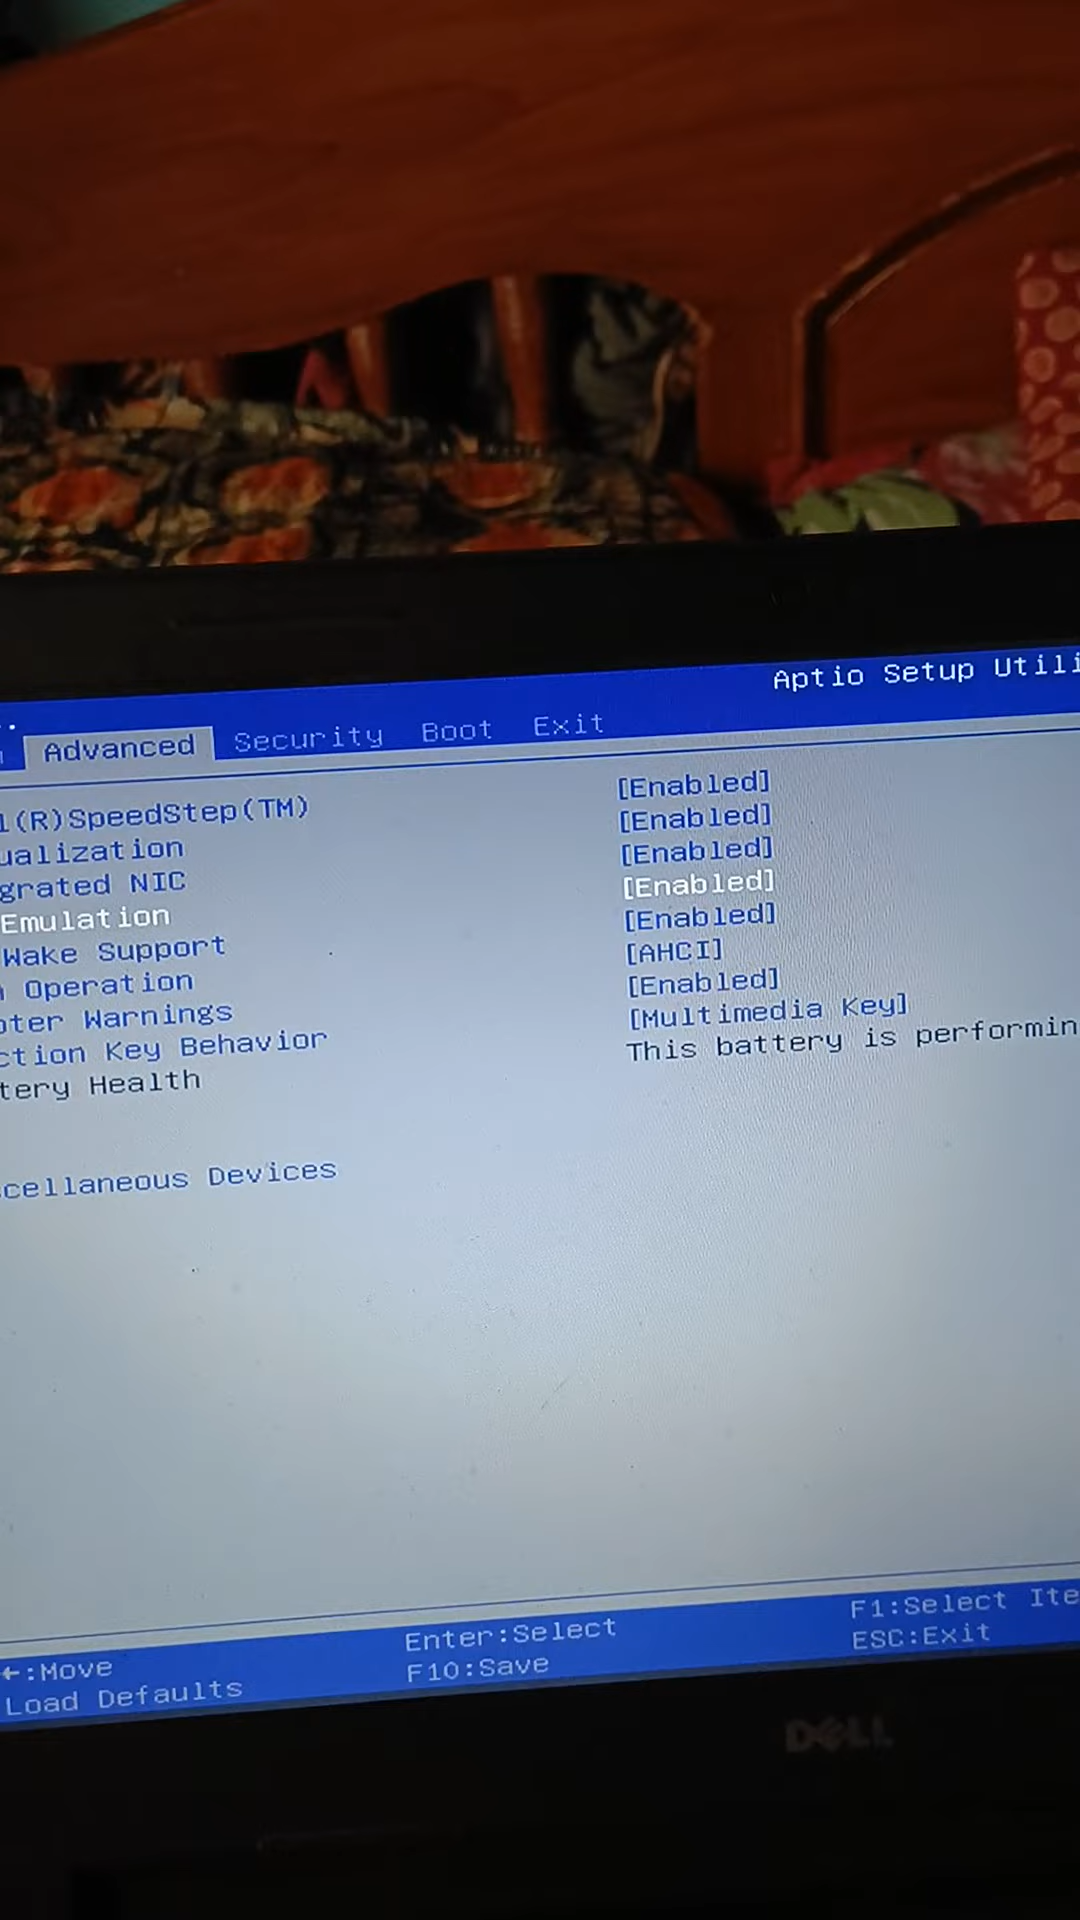 Aptio Setup Utili
Advanced Security Boot Exit
l(R)SpeedStep(TM) [Enabled]
ualization [Enabled]
grated NIC [Enabled]
Emulation [Enabled]
Wake Support [Enabled]
Operation [AHCI]
pter Warnings [Enabled]
ction Key Behavior [Multimedia Key]
tery Health This battery is performin
cellaneous Devices
←:Move Enter:Select F1:Select Ite
Load Defaults F10:Save ESC:Exit
DELL